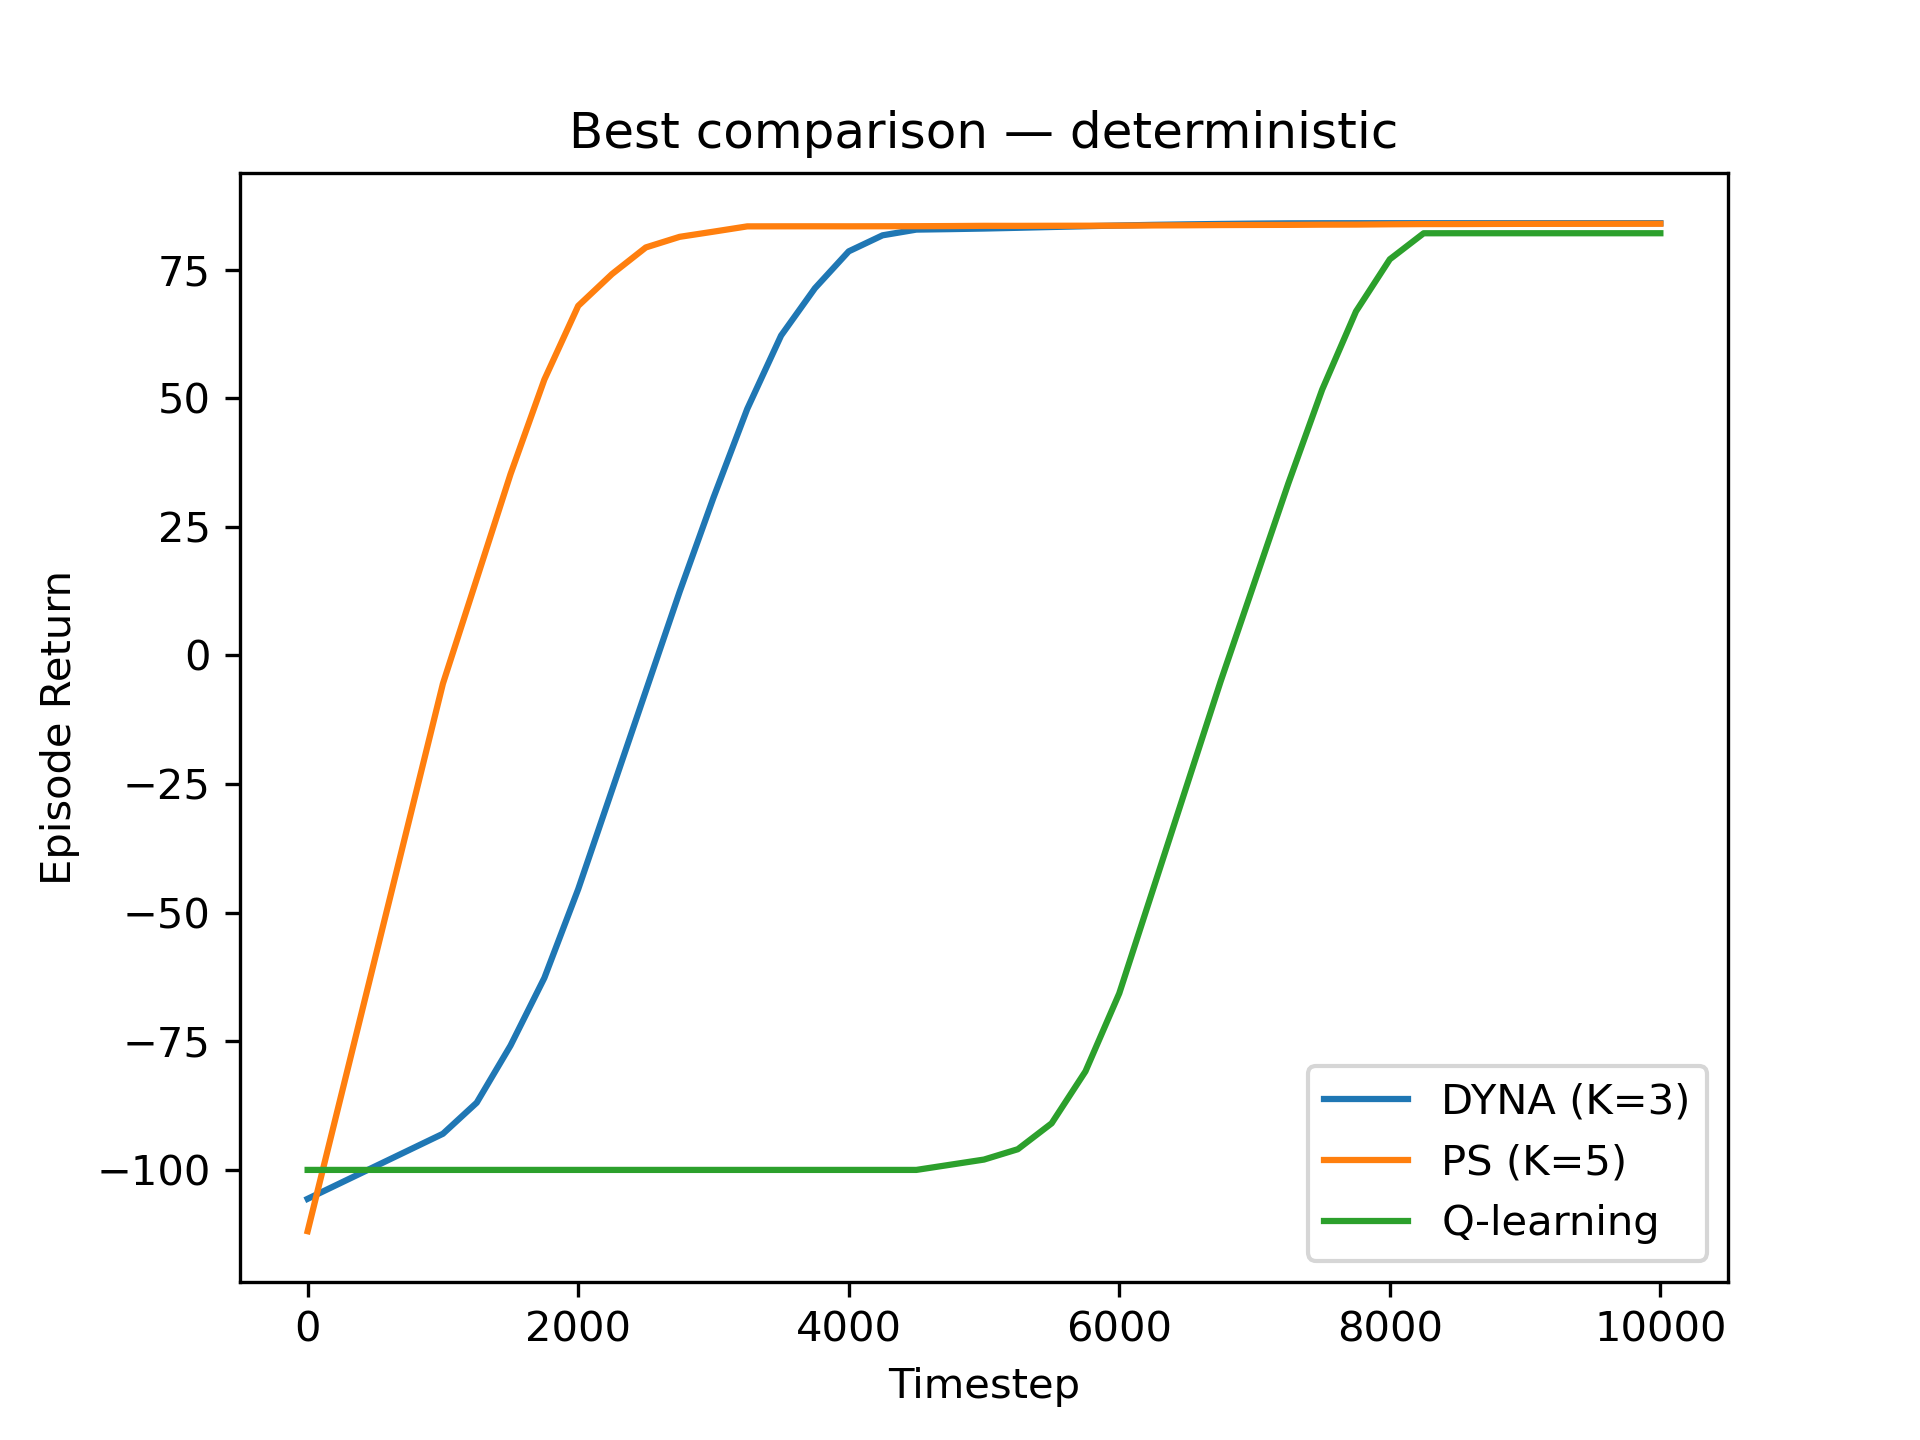 Best comparison — deterministic
Episode Return
75
50
25
0
−25
−50
−75
−100
0 2000 4000 6000 8000 10000
Timestep
DYNA (K=3)
PS (K=5)
Q-learning